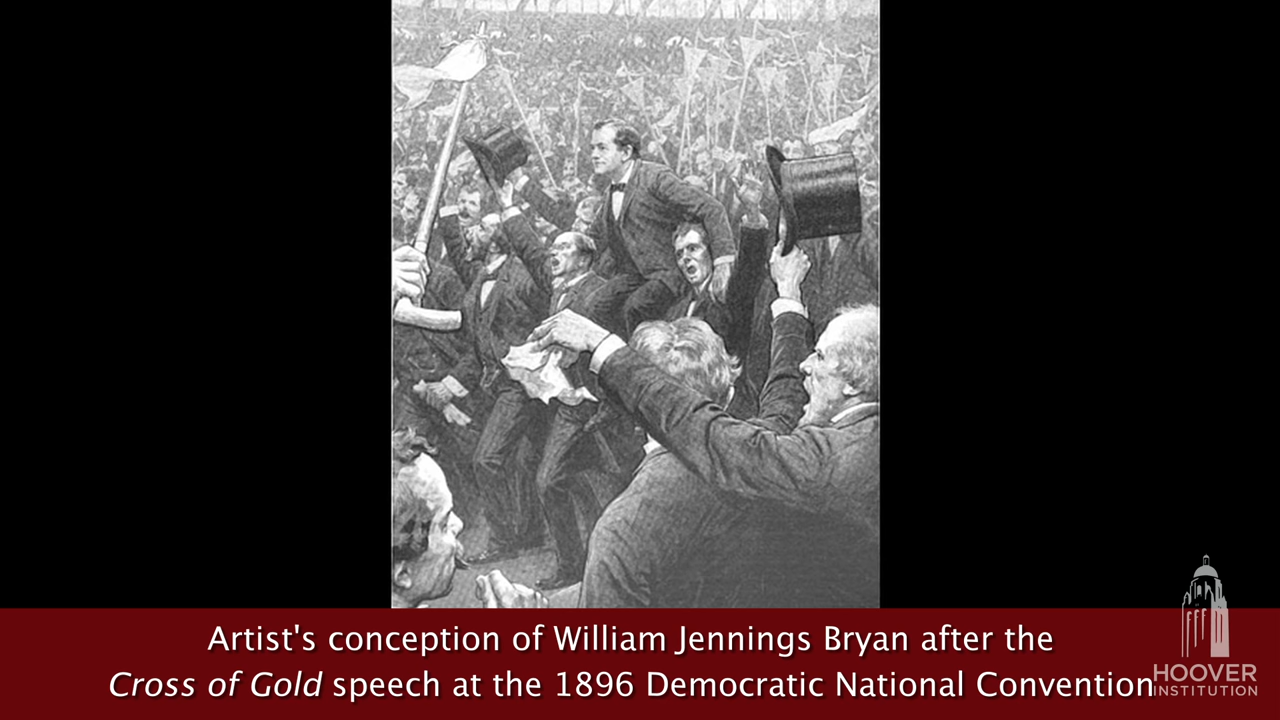 Artist's conception of William Jennings Bryan after the
Cross of Gold speech at the 1896 Democratic National Convention
HOOVER
INSTITUTION